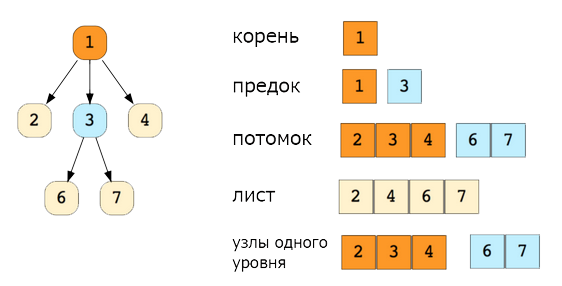 1
2 3 4
6 7
корень 1
предок 1 3
потомок 2 3 4 6 7
лист 2 4 6 7
узлы одного
уровня 2 3 4 6 7